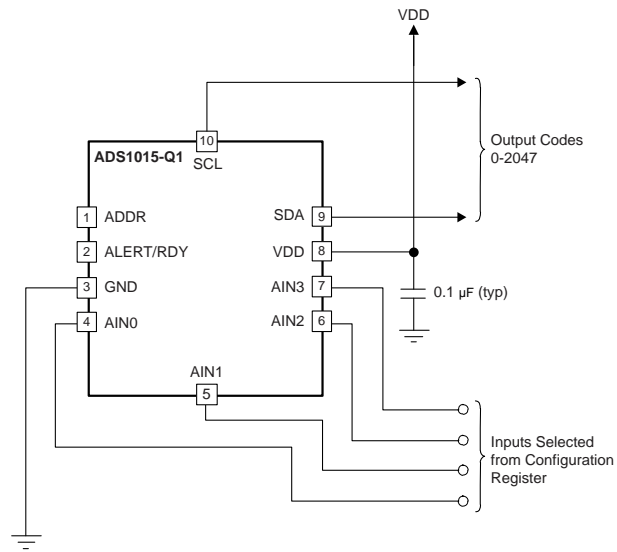 VDD
10
ADS1015-Q1
SCL
Output Codes
0-2047
1 ADDR
SDA 9
2 ALERT/RDY
VDD 8
3 GND
AIN3 7
0.1 µF (typ)
4 AIN0
AIN2 6
AIN1
5
Inputs Selected
from Configuration
Register